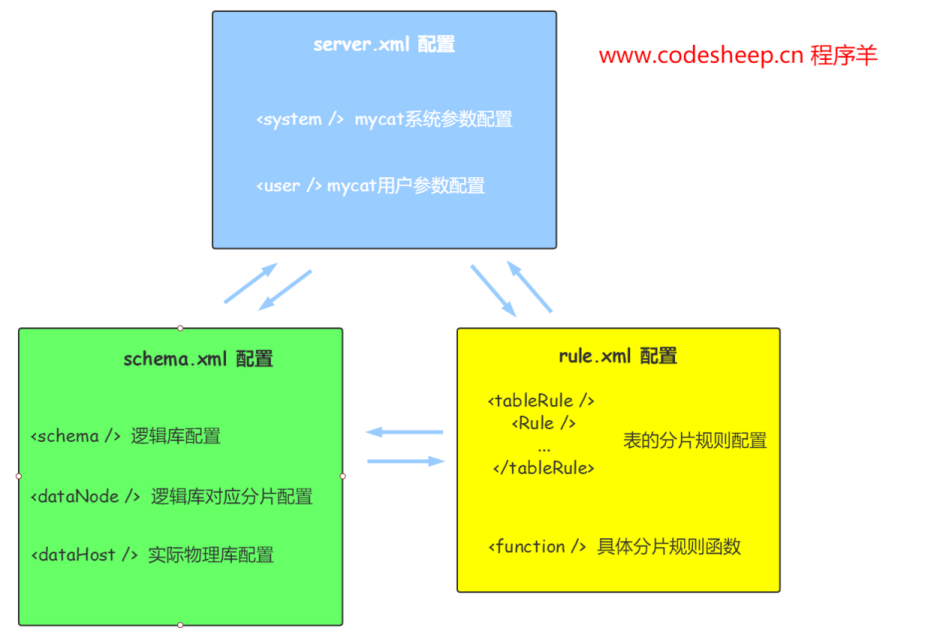 server.xml 配置
www.codesheep.cn 程序羊
<system /> mycat系统参数配置
<user /> mycat用户参数配置
schema.xml 配置
<schema /> 逻辑库配置
<dataNode /> 逻辑库对应分片配置
<dataHost /> 实际物理库配置
rule.xml 配置
<tableRule />
<Rule />
...
</tableRule>
表的分片规则配置
<function /> 具体分片规则函数